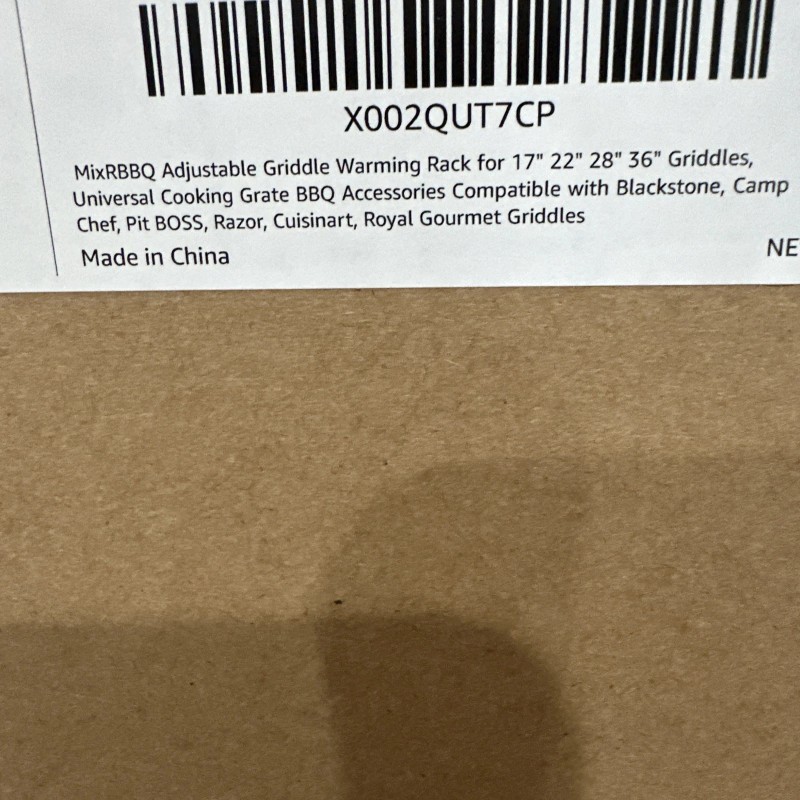 X002QUT7CP
MixRBBQ Adjustable Griddle Warming Rack for 17" 22" 28" 36" Griddles,
Universal Cooking Grate BBQ Accessories Compatible with Blackstone, Camp
Chef, Pit BOSS, Razor, Cuisinart, Royal Gourmet Griddles
Made in China
NE